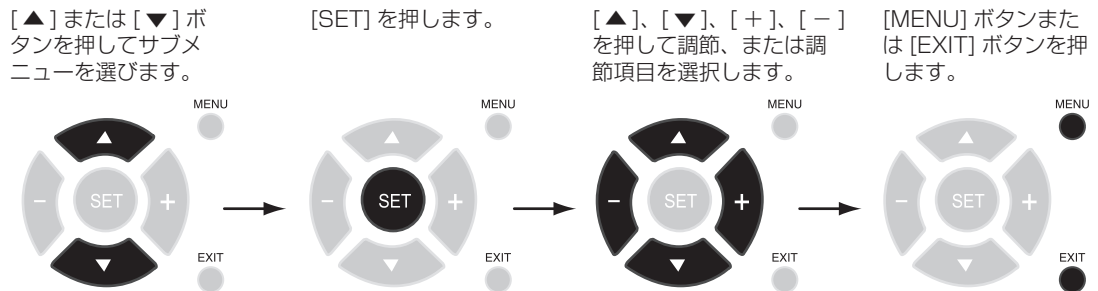 [ ▲ ] または [ ▼ ] ボ
タンを押してサブメ
ニューを選びます。
[SET] を押します。
[ ▲ ]、[ ▼ ]、[ + ]、[ − ]
を押して調節、または調
節項目を選択します。
[MENU] ボタンまた
は [EXIT] ボタンを押
します。
MENU
− SET +
EXIT
MENU
− SET +
EXIT
MENU
− SET +
EXIT
MENU
− SET +
EXIT